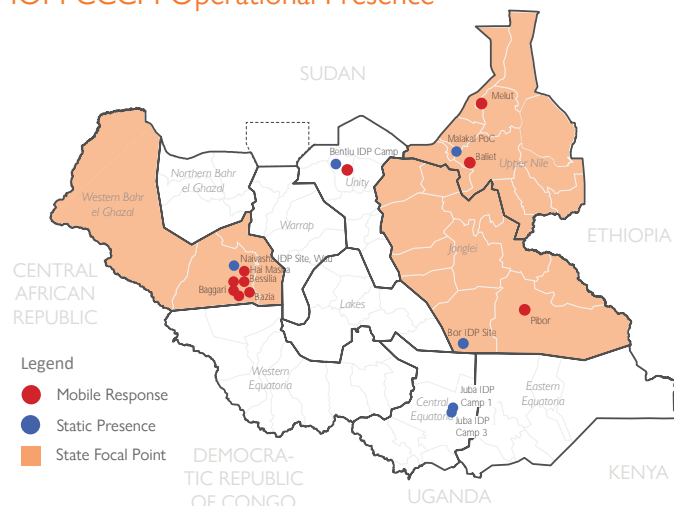 IOM CCCM Operational Presence
SUDAN
Melut
Malakal PoC
Baliet
Upper Nile
Bentiu IDP Camp
Unity
Northern Bahr
el Ghazal
Western Bahr
el Ghazal
Warrap
Jonglei
ETHIOPIA
Naivasha IDP Site, Wau
Hai Masna
Bessilia
Baggari
Bazia
CENTRAL
AFRICAN
REPUBLIC
Lakes
Pibor
Bor IDP Site
Legend
Mobile Response
Static Presence
State Focal Point
Western
Equatoria
Central
Equatoria
Juba IDP
Camp 1
Juba IDP
Camp 3
Eastern
Equatoria
DEMOCRA-
TIC REPUBLIC
OF CONGO
UGANDA
KENYA